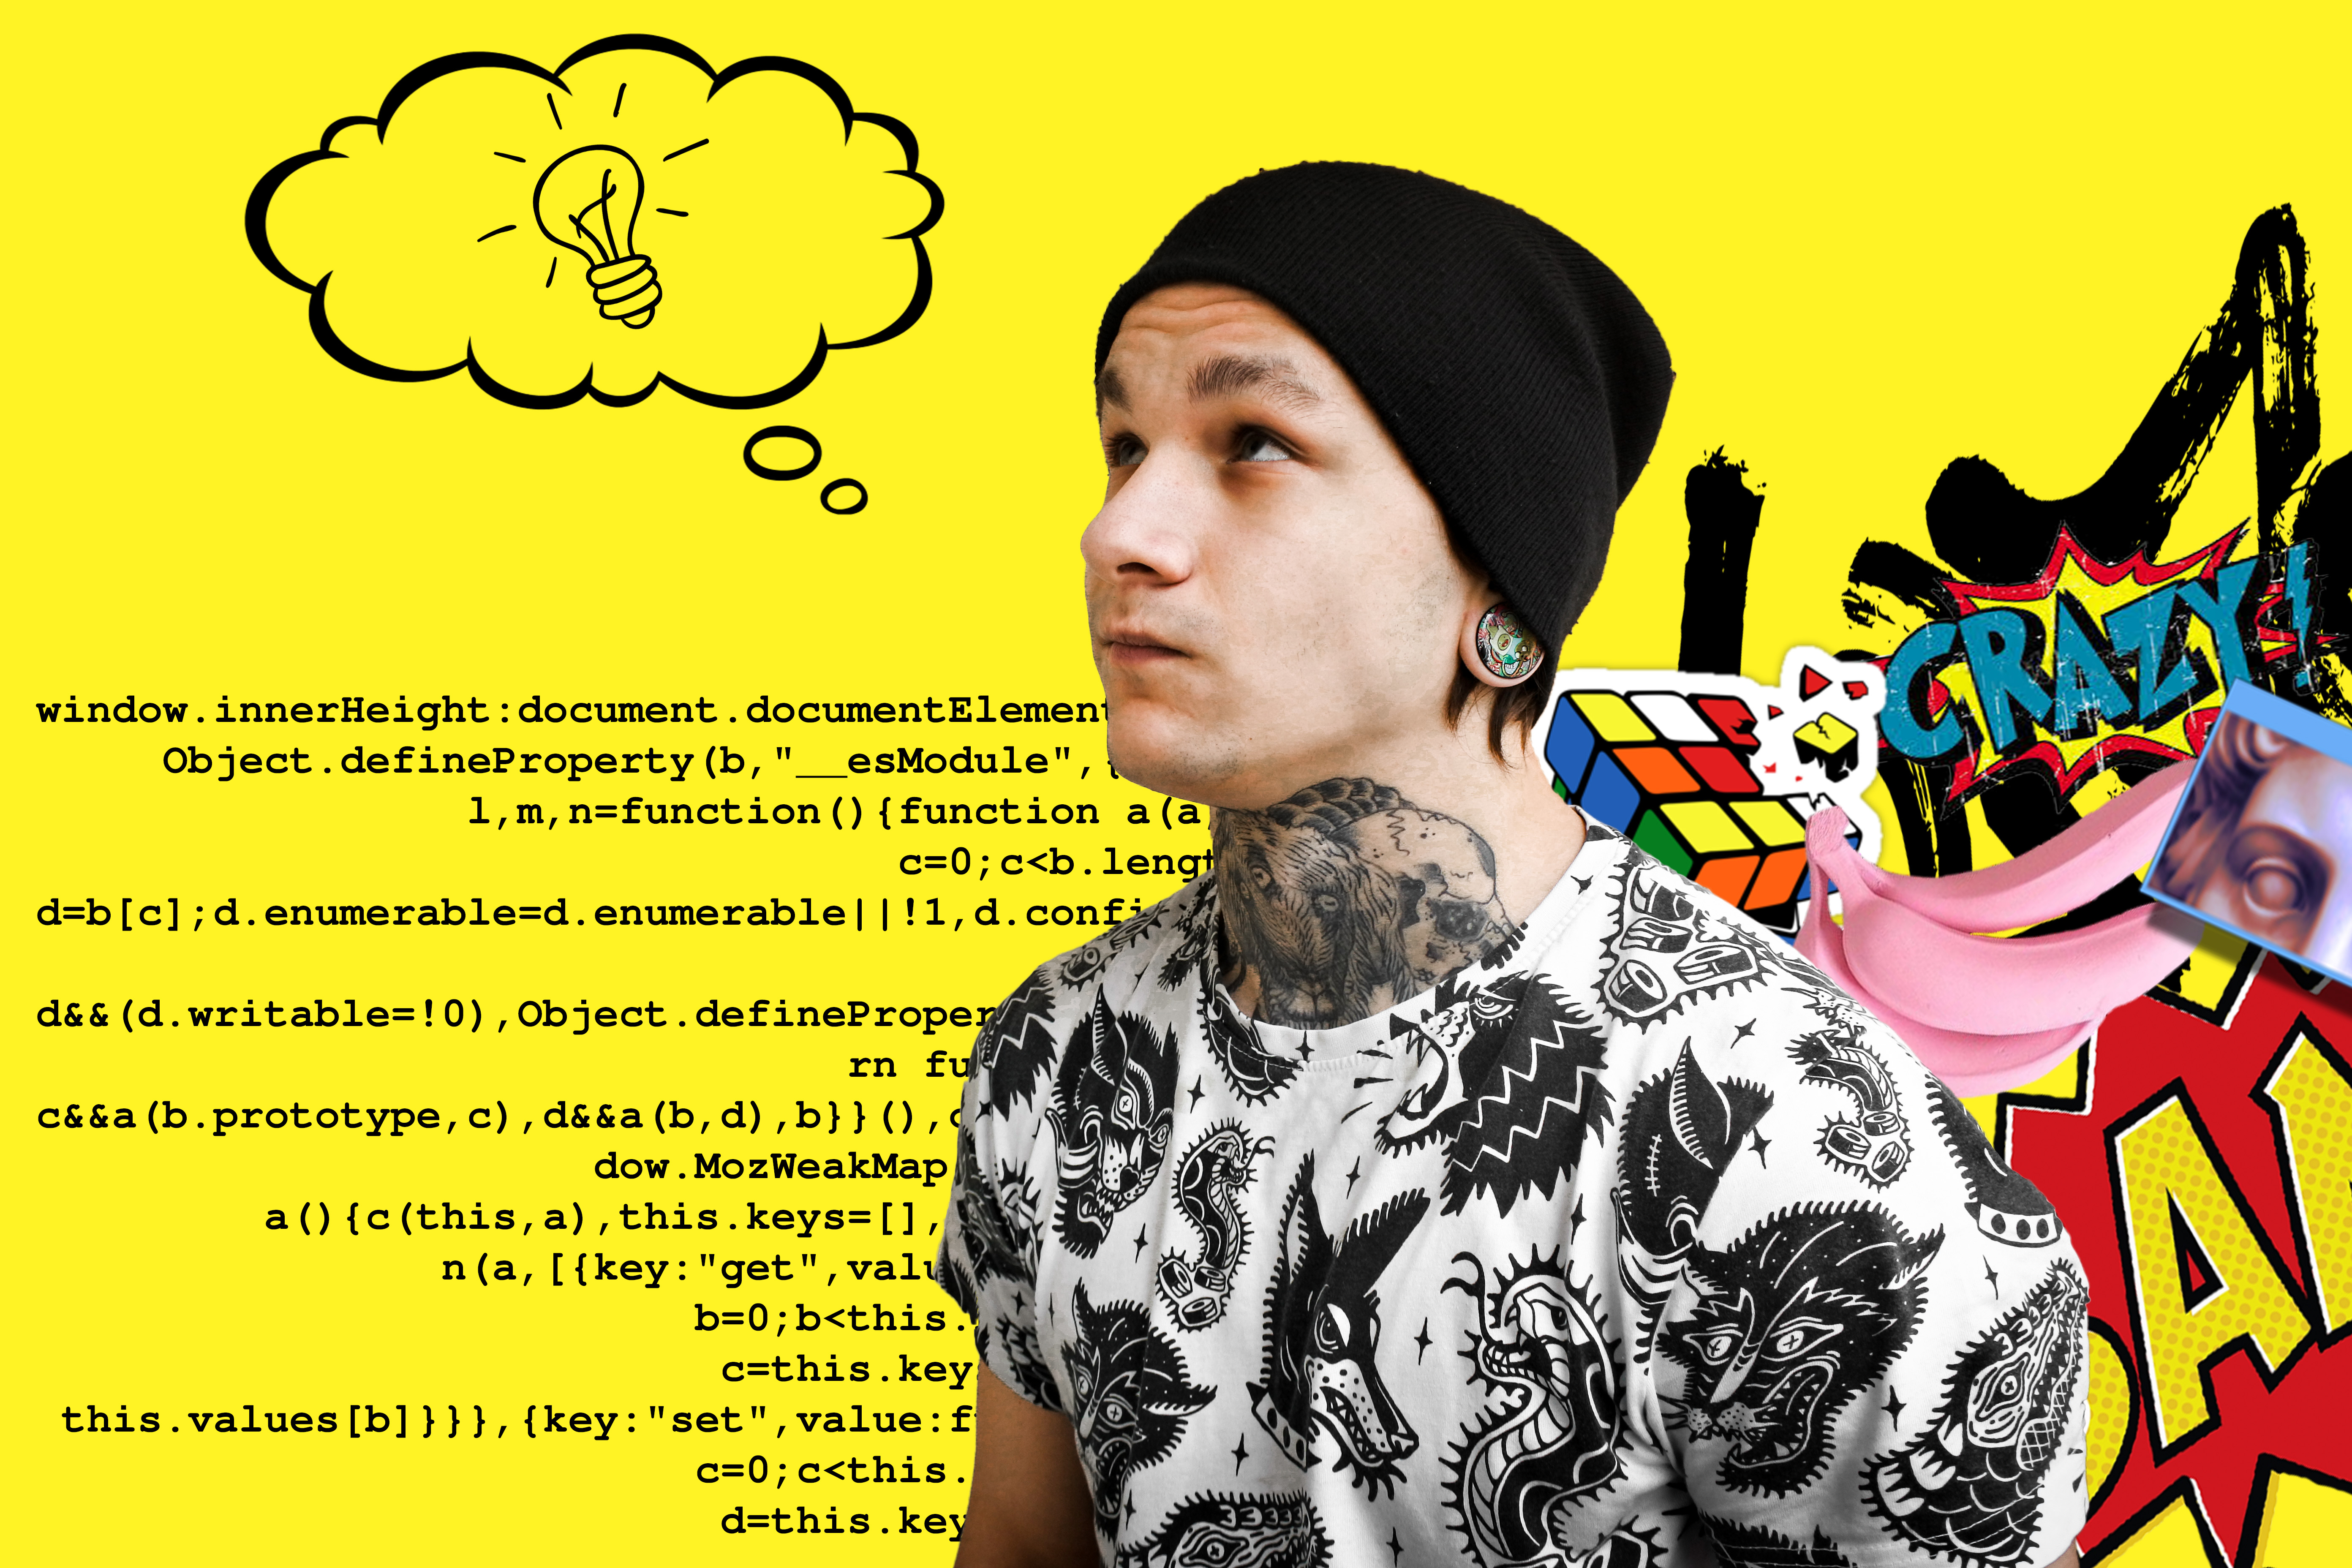 window.innerHeight:document.documentElement
Object.defineProperty(b,"__esModule",{
l,m,n=function(){function a(a,
c=0;c<b.lengt
d=b[c];d.enumerable=d.enumerable||!1,d.confi
d&&(d.writable=!0),Object.definePropер
rn fu
c&&a(b.prototype,c),d&&a(b,d),b}}(),c
dow.MozWeakMap
a(){c(this,a),this.keys=[],
n(a,[{key:"get",valu
b=0;b<this.
c=this.key
this.values[b]}}},{key:"set",value:f
c=0;c<this.
d=this.key
CRAZY!